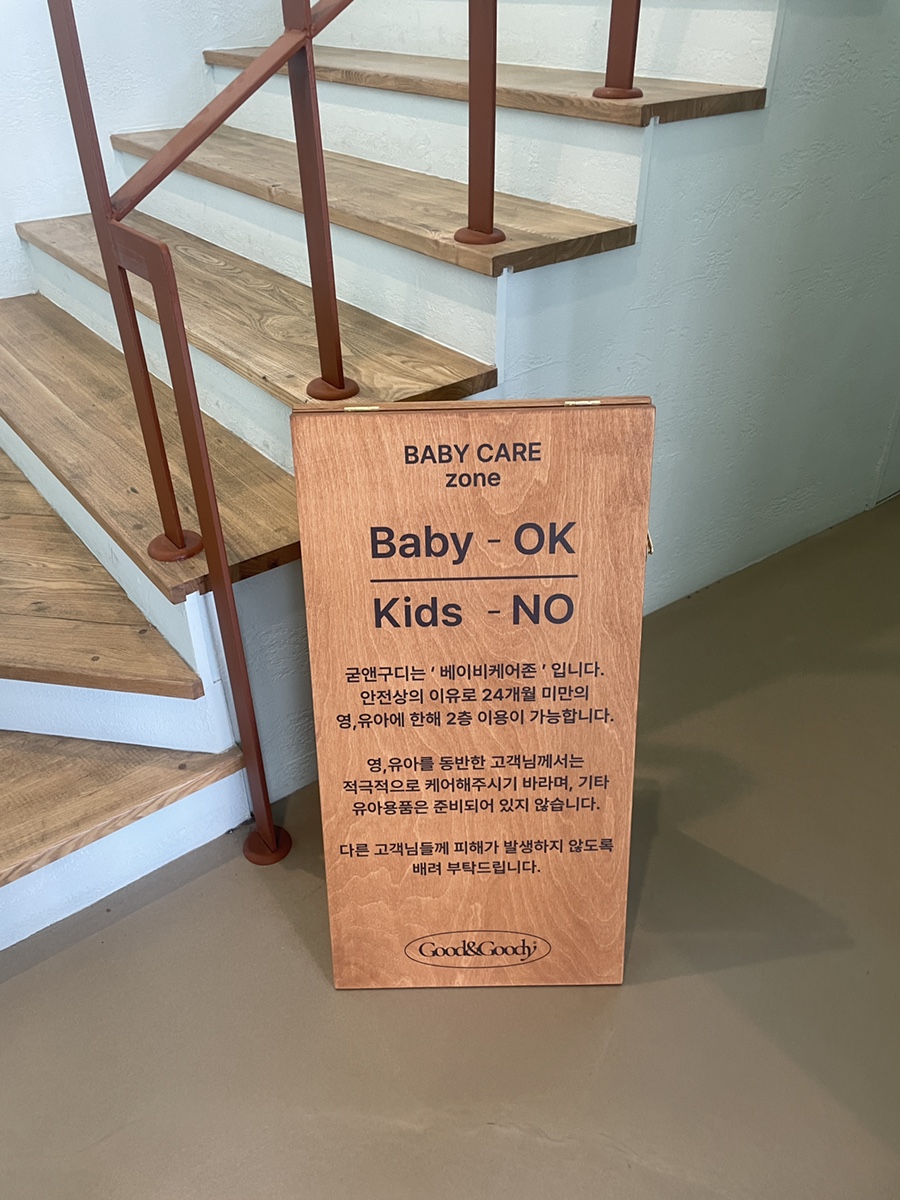 BABY CARE
zone
Baby - OK
Kids - NO
굳앤구디는 ' 베이비케어존 ' 입니다.
안전상의 이유로 24개월 미만의
영,유아에 한해 2층 이용이 가능합니다.
영,유아를 동반한 고객님께서는
적극적으로 케어해주시기 바라며, 기타
유아용품은 준비되어 있지 않습니다.
다른 고객님들께 피해가 발생하지 않도록
배려 부탁드립니다.
Good&Goody